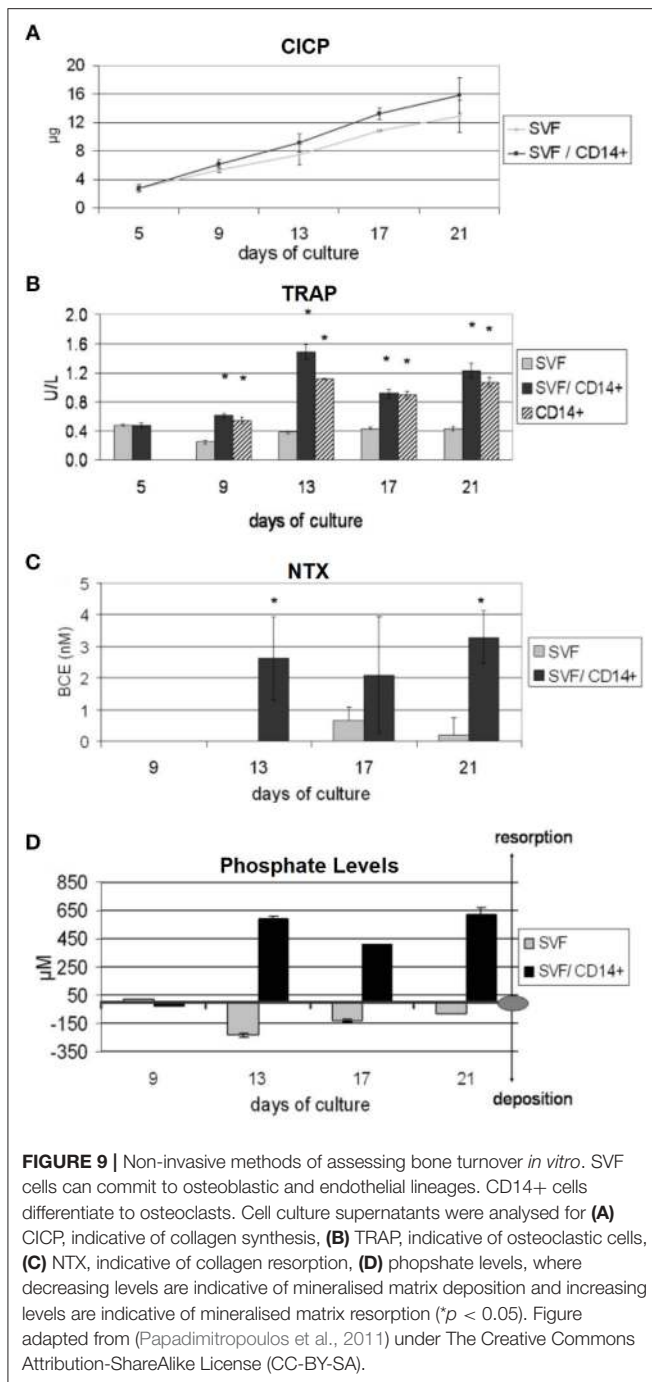 A
CICP
20
16
12
8
4
0
µg
5 9 13 17 21
days of culture
SVF
SVF / CD14+
B
TRAP
2.0
1.6
1.2
0.8
0.4
0.0
U/L
* * * * * * * *
5 9 13 17 21
days of culture
SVF
SVF/ CD14+
CD14+
C
NTX
5
4
3
2
1
0
BCE (nM)
* *
9 13 17 21
days of culture
SVF
SVF/ CD14+
D
resorption
Phosphate Levels
850
650
450
250
50
-150
-350
µM
9 13 17 21
days of culture
SVF
SVF/ CD14+
deposition
FIGURE 9 | Non-invasive methods of assessing bone turnover in vitro. SVF
cells can commit to osteoblastic and endothelial lineages. CD14+ cells
differentiate to osteoclasts. Cell culture supernatants were analysed for (A)
CICP, indicative of collagen synthesis, (B) TRAP, indicative of osteoclastic cells,
(C) NTX, indicative of collagen resorption, (D) phopshate levels, where
decreasing levels are indicative of mineralised matrix deposition and increasing
levels are indicative of mineralised matrix resorption (*p < 0.05). Figure
adapted from (Papadimitropoulos et al., 2011) under The Creative Commons
Attribution-ShareAlike License (CC-BY-SA).